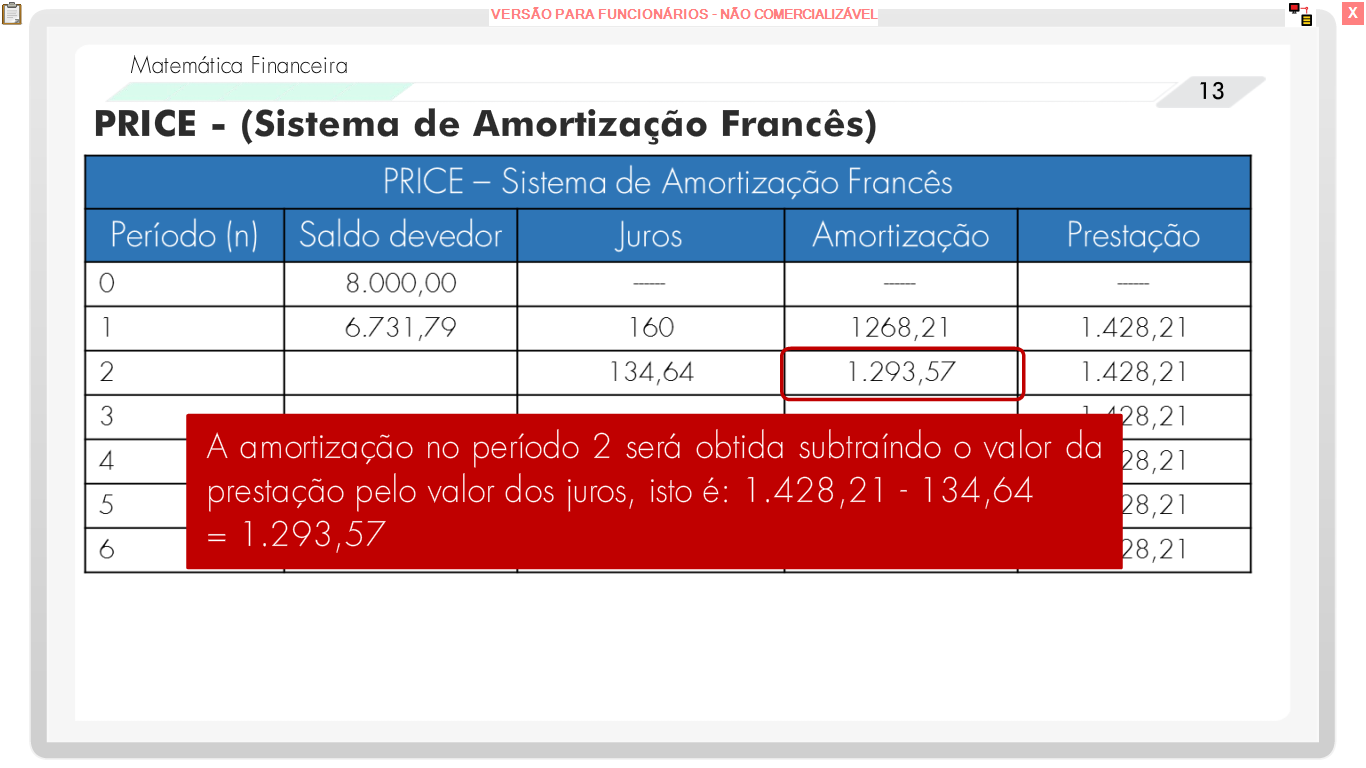 VERSÃO PARA FUNCIONÁRIOS - NÃO COMERCIALIZÁVEL
X
Matemática Financeira
13
PRICE - (Sistema de Amortização Francês)
PRICE – Sistema de Amortização Francês
Período (n) Saldo devedor Juros Amortização Prestação
0 8.000,00 ------ ------ ------
1 6.731,79 160 1268,21 1.428,21
2 134,64 1.293,57 1.428,21
3 1.428,21
4 28,21
5 28,21
6 28,21
A amortização no período 2 será obtida subtraíndo o valor da
prestação pelo valor dos juros, isto é: 1.428,21 - 134,64
= 1.293,57